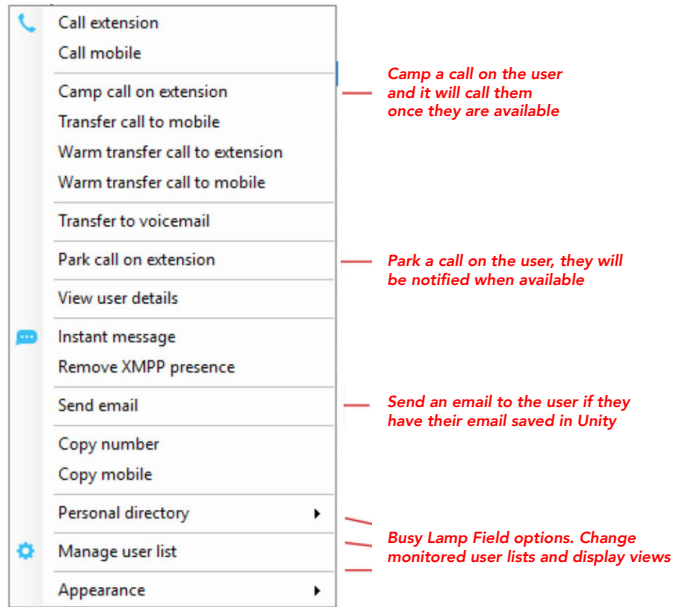 Call extension
Call mobile
Camp call on extension
Transfer call to mobile
Warm transfer call to extension
Warm transfer call to mobile
Transfer to voicemail
Park call on extension
View user details
Instant message
Remove XMPP presence
Send email
Copy number
Copy mobile
Personal directory
Manage user list
Appearance
Camp a call on the user
and it will call them
once they are available
Park a call on the user, they will
be notified when available
Send an email to the user if they
have their email saved in Unity
Busy Lamp Field options. Change
monitored user lists and display views